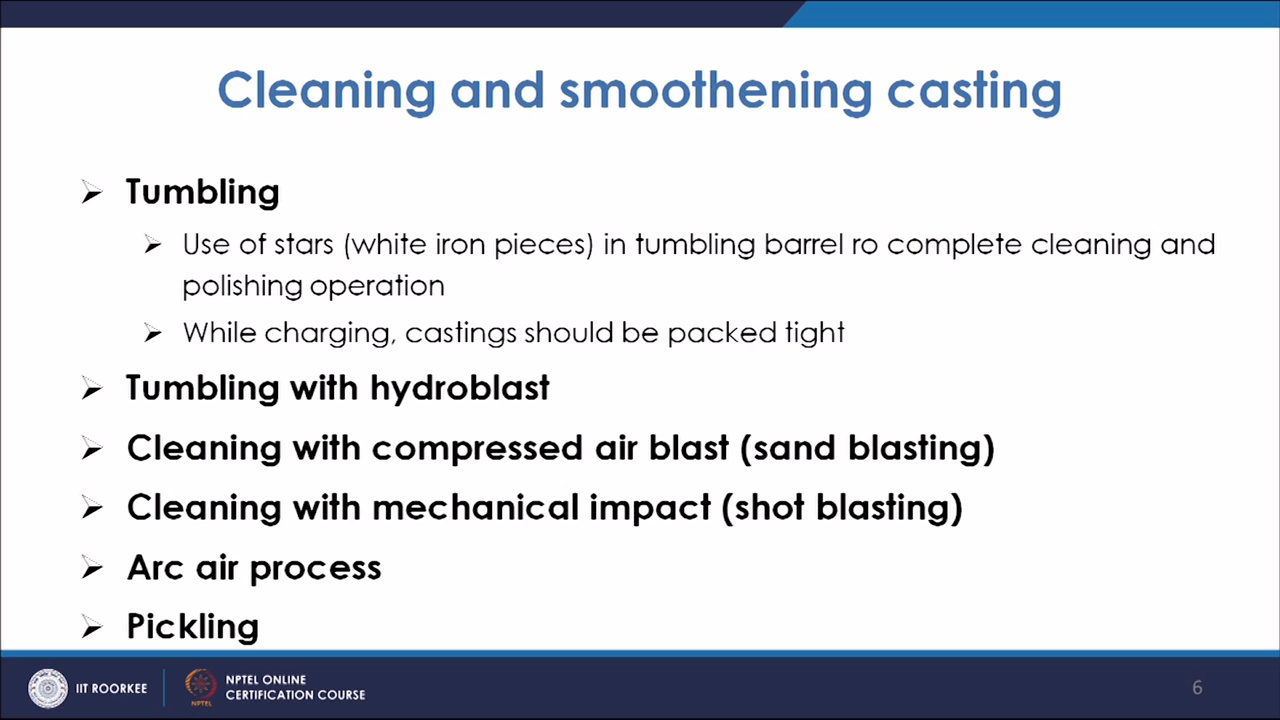 Cleaning and smoothening casting
➢ Tumbling
➢ Use of stars (white iron pieces) in tumbling barrel ro complete cleaning and
polishing operation
➢ While charging, castings should be packed tight
➢ Tumbling with hydroblast
➢ Cleaning with compressed air blast (sand blasting)
➢ Cleaning with mechanical impact (shot blasting)
➢ Arc air process
➢ Pickling
IIT ROORKEE
NPTEL
NPTEL ONLINE
CERTIFICATION COURSE
6